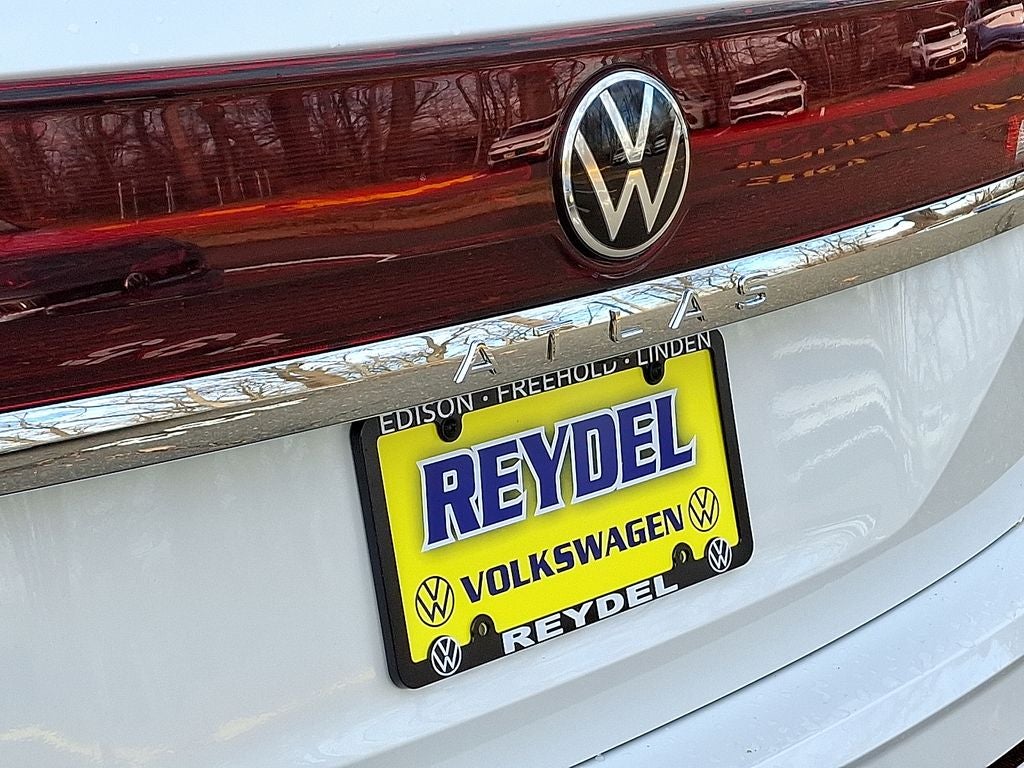 ATLAS
EDISON · FREEHOLD · LINDEN
REYDEL
VOLKSWAGEN
REYDEL